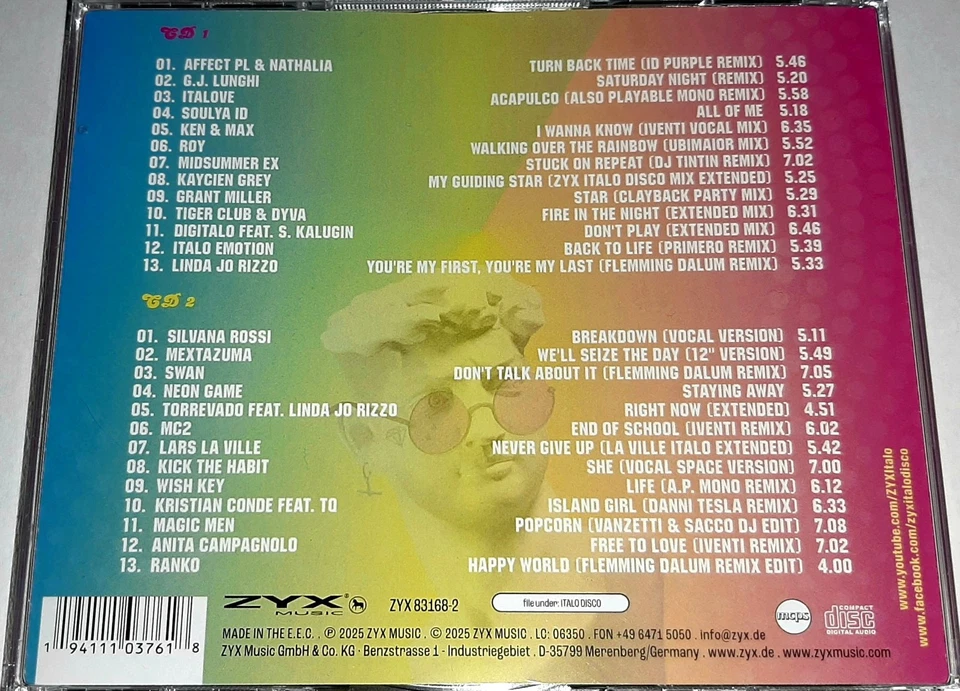 CD 1
01. AFFECT PL & NATHALIA TURN BACK TIME (ID PURPLE REMIX) 5.46
02. G.J. LUNGHI SATURDAY NIGHT (REMIX) 5.20
03. ITALOVE ACAPULCO (ALSO PLAYABLE MONO REMIX) 5.58
04. SOULYA ID ALL OF ME 5.18
05. KEN & MAX I WANNA KNOW (IVENTI VOCAL MIX) 6.35
06. ROY WALKING OVER THE RAINBOW (UBIMAIOR MIX) 5.52
07. MIDSUMMER EX STUCK ON REPEAT (DJ TINTIN REMIX) 7.02
08. KAYCIEN GREY MY GUIDING STAR (ZYX ITALO DISCO MIX EXTENDED) 5.25
09. GRANT MILLER STAR (CLAYBACK PARTY MIX) 5.29
10. TIGER CLUB & DYVA FIRE IN THE NIGHT (EXTENDED MIX) 6.31
11. DIGITALO FEAT. S. KALUGIN DON'T PLAY (EXTENDED MIX) 6.46
12. ITALO EMOTION BACK TO LIFE (PRIMERO REMIX) 5.39
13. LINDA JO RIZZO YOU'RE MY FIRST, YOU'RE MY LAST (FLEMMING DALUM REMIX) 5.33
CD 2
01. SILVANA ROSSI BREAKDOWN (VOCAL VERSION) 5.11
02. MEXTAZUMA WE'LL SEIZE THE DAY (12" VERSION) 5.49
03. SWAN DON'T TALK ABOUT IT (FLEMMING DALUM REMIX) 7.05
04. NEON GAME STAYING AWAY 5.27
05. TORREVADO FEAT. LINDA JO RIZZO RIGHT NOW (EXTENDED) 4.51
06. MC2 END OF SCHOOL (IVENTI REMIX) 6.02
07. LARS LA VILLE NEVER GIVE UP (LA VILLE ITALO EXTENDED) 5.42
08. KICK THE HABIT SHE (VOCAL SPACE VERSION) 7.00
09. WISH KEY LIFE (A.P. MONO REMIX) 6.12
10. KRISTIAN CONDE FEAT. TQ ISLAND GIRL (DANNI TESLA REMIX) 6.33
11. MAGIC MEN POPCORN (VANZETTI & SACCO DJ EDIT) 7.08
12. ANITA CAMPAGNOLO FREE TO LOVE (IVENTI REMIX) 7.02
13. RANKO HAPPY WORLD (FLEMMING DALUM REMIX EDIT) 4.00
www.youtube.com/ZYXItalo
www.facebook.com/zyxitalodisco
ZYX MUSIC ®
ZYX 83168-2
file under: ITALO DISCO
mcps
COMPACT disc DIGITAL AUDIO
1 94111 03761 8
MADE IN THE E.E.C. . ℗ 2025 ZYX MUSIC . © 2025 ZYX MUSIC . LC: 06350 . FON +49 6471 5050 . info@zyx.de
ZYX Music GmbH & Co. KG · Benzstrasse 1 · Industriegebiet . D-35799 Merenberg/Germany . www.zyx.de . www.zyxmusic.com